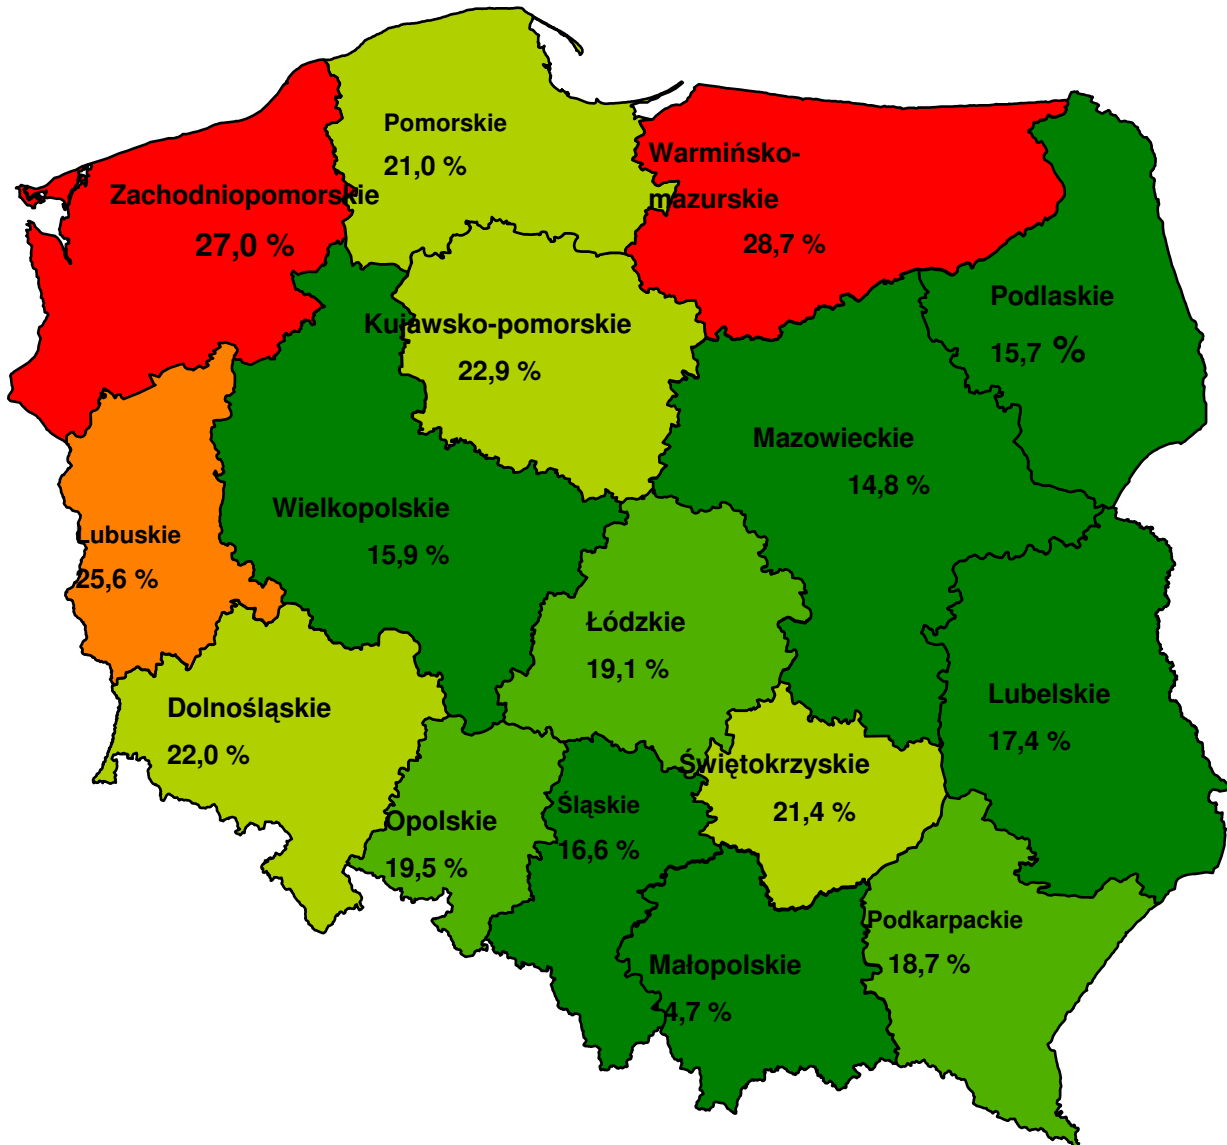 Pomorskie
21,0 %
Warmińsko-
mazurskie
28,7 %
Zachodniopomorskie
27,0 %
Podlaskie
15,7 %
Kujawsko-pomorskie
22,9 %
Mazowieckie
14,8 %
Wielkopolskie
15,9 %
Lubuskie
25,6 %
Łódzkie
19,1 %
Lubelskie
17,4 %
Dolnośląskie
22,0 %
Świętokrzyskie
21,4 %
Śląskie
16,6 %
Opolskie
19,5 %
Podkarpackie
18,7 %
Małopolskie
4,7 %